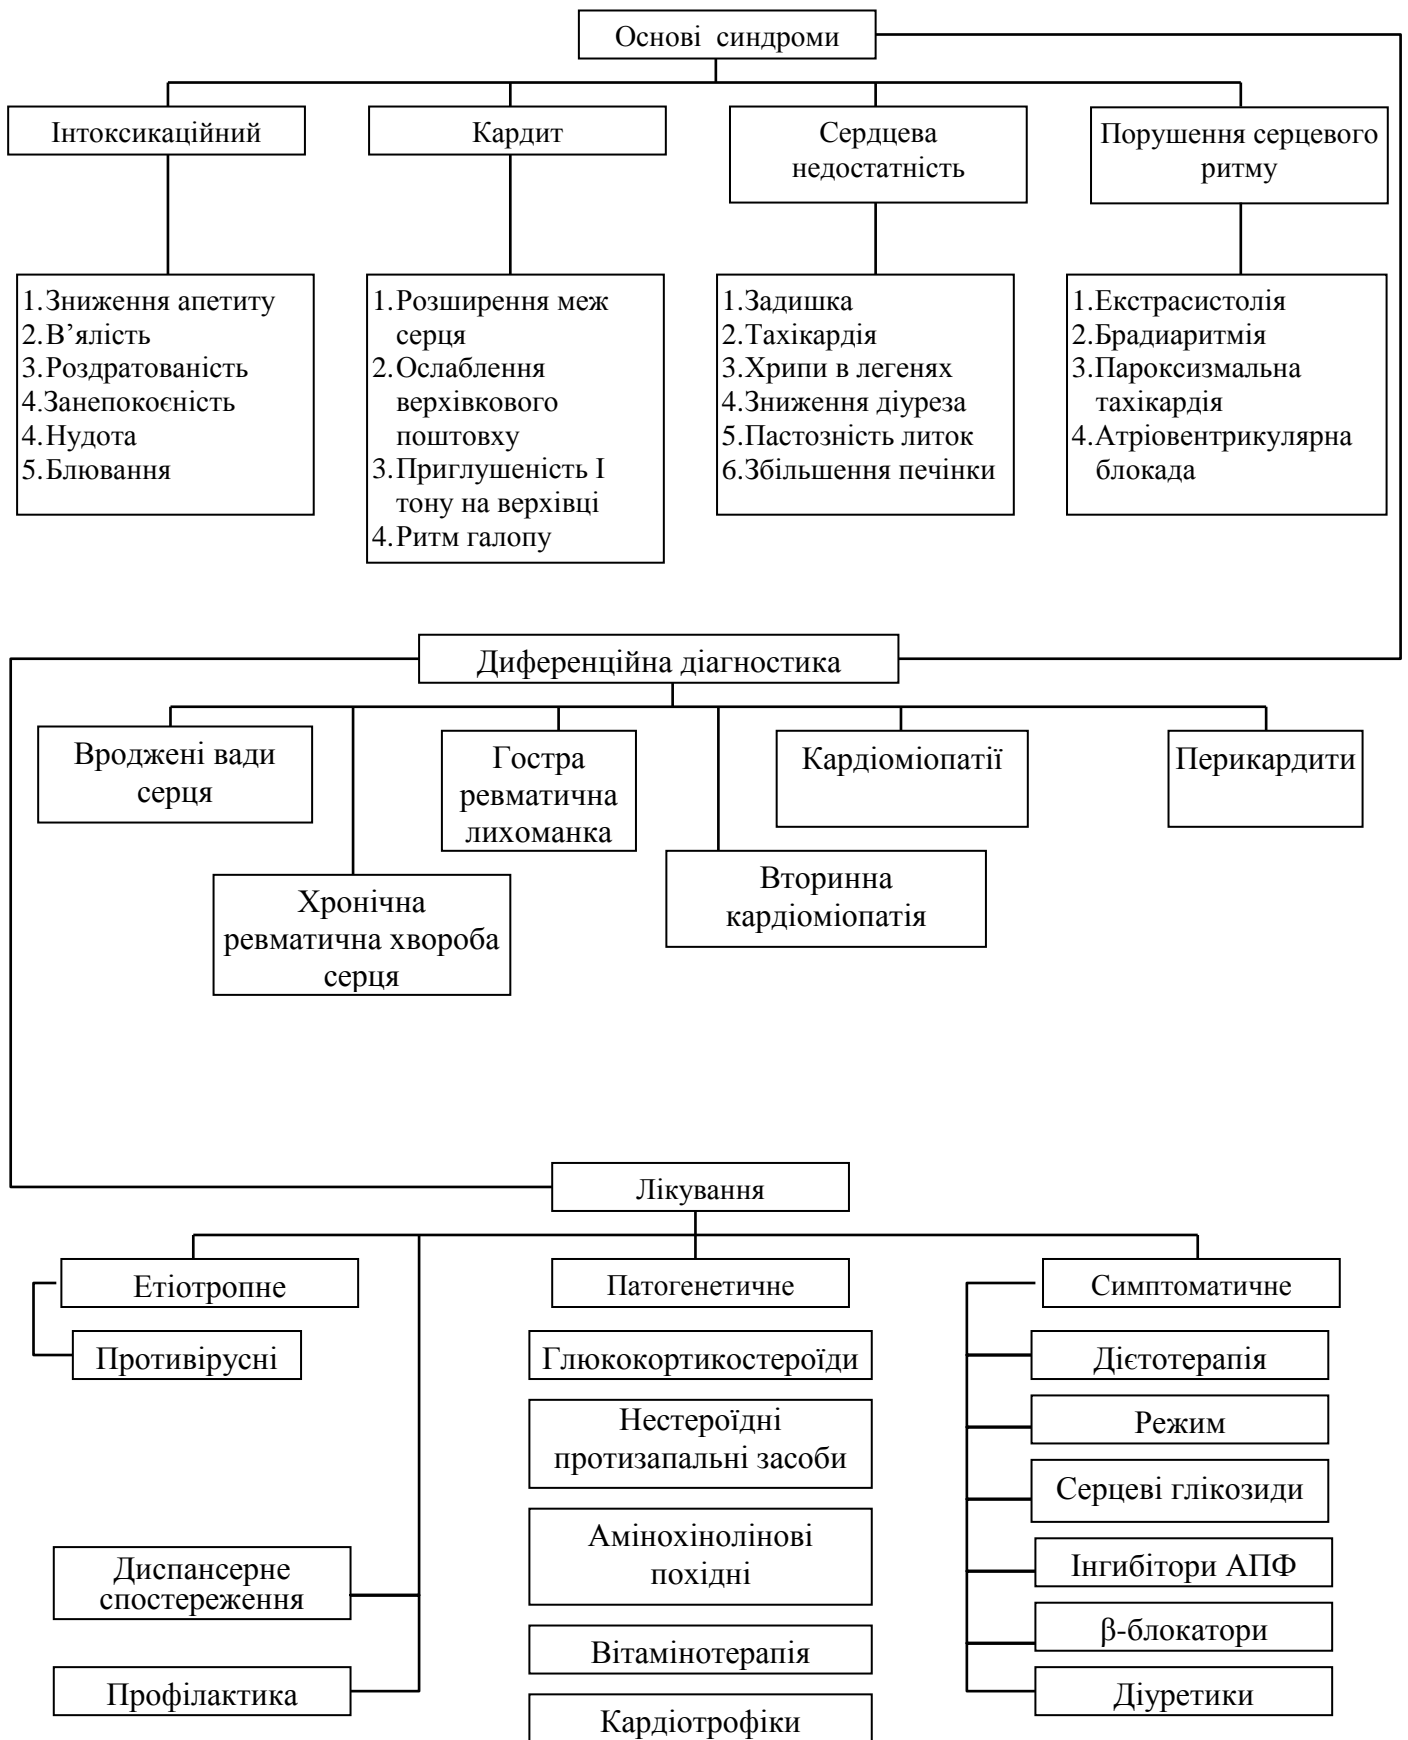 Основі синдроми
Інтоксикаційний
Кардит
Сердцева
недостатність
Порушення серцевого
ритму
1.Зниження апетиту
2.В’ялість
3.Роздратованість
4.Занепокоєність
4.Нудота
5.Блювання
1.Розширення меж
серця
2.Ослаблення
верхівкового
поштовху
3.Приглушеність І
тону на верхівці
4.Ритм галопу
1.Задишка
2.Тахікардія
3.Хрипи в легенях
4.Зниження діуреза
5.Пастозність литок
6.Збільшення печінки
1.Екстрасистолія
2.Брадиаритмія
3.Пароксизмальна
тахікардія
4.Атріовентрикулярна
блокада
Диференційна діагностика
Вроджені вади
серця
Гостра
ревматична
лихоманка
Кардіоміопатії
Перикардити
Хронічна
ревматична хвороба
серця
Вторинна
кардіоміопатія
Лікування
Етіотропне
Противірусні
Диспансерне
спостереження
Профілактика
Патогенетичне
Глюкокортикостероїди
Нестероїдні
протизапальні засоби
Амінохінолінові
похідні
Вітамінотерапія
Кардіотрофіки
Симптоматичне
Дієтотерапія
Режим
Серцеві глікозиди
Інгибітори АПФ
β-блокатори
Діуретики